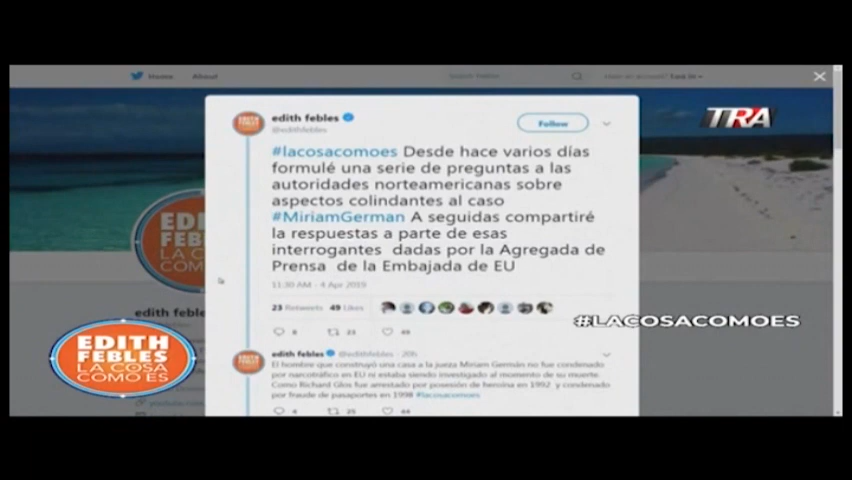 Home About
Search Twitter
Have an account? Log in
TRA
edith febles
@edithfebles
Follow
#lacosacomoes Desde hace varios días
formulé una serie de preguntas a las
autoridades norteamericanas sobre
aspectos colindantes al caso
#MiriamGerman A seguidas compartiré
la respuestas a parte de esas
interrogantes dadas por la Agregada de
Prensa de la Embajada de EU
11:30 AM - 4 Apr 2019
23 Retweets 49 Likes
8 23 49
#LACOSACOMOES
edith febles @edithfebles · 20h
El hombre que construyó una casa a la jueza Miriam Germán no fue condenado
por narcotráfico en EU ni estaba siendo investigado al momento de su muerte.
Como Richard Glos fue arrestado por posesión de heroína en 1992 y condenado
por fraude de pasaportes en 1998 #lacosacomoes
4 25 44
EDITH
FEBLES
LA COSA
COMO
edith febles
EDITH
FEBLES
LA COSA
COMO ES